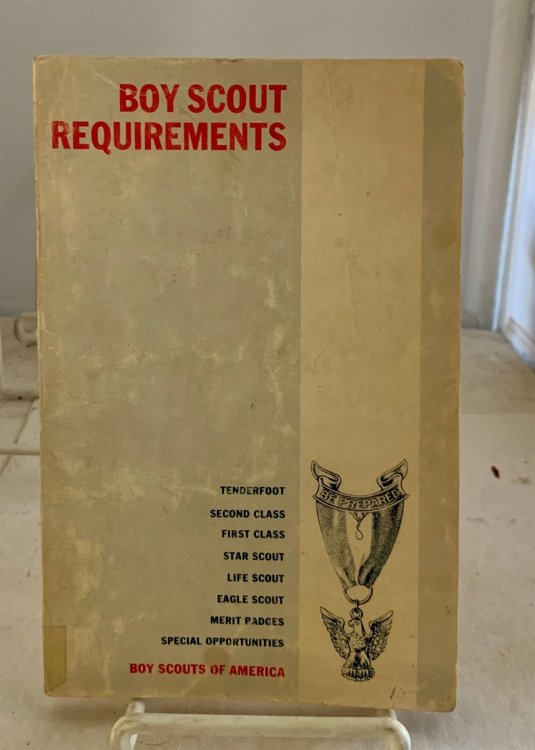 BOY SCOUT
REQUIREMENTS
BE PREPARED
TENDERFOOT
SECOND CLASS
FIRST CLASS
STAR SCOUT
LIFE SCOUT
EAGLE SCOUT
MERIT BADGES
SPECIAL OPPORTUNITIES
BOY SCOUTS OF AMERICA